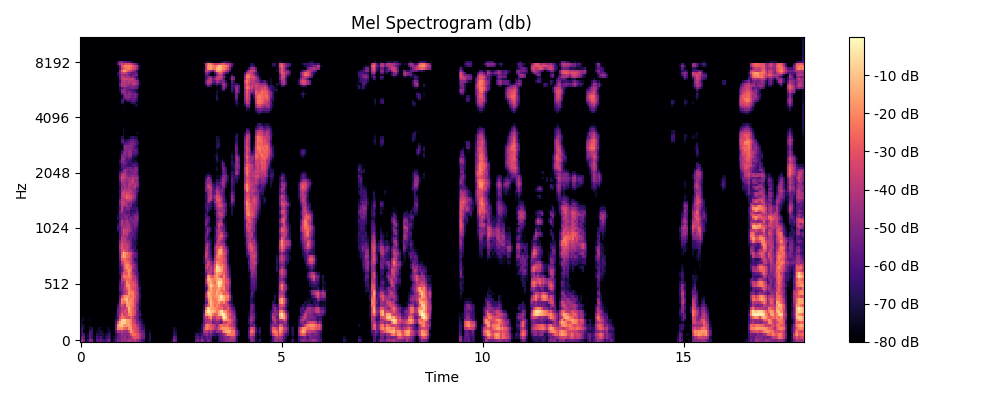 Mel Spectrogram (db)
8192
4096
2048
1024
512
0
Hz
0
5
10
15
Time
-10 dB
-20 dB
-30 dB
-40 dB
-50 dB
-60 dB
-70 dB
-80 dB